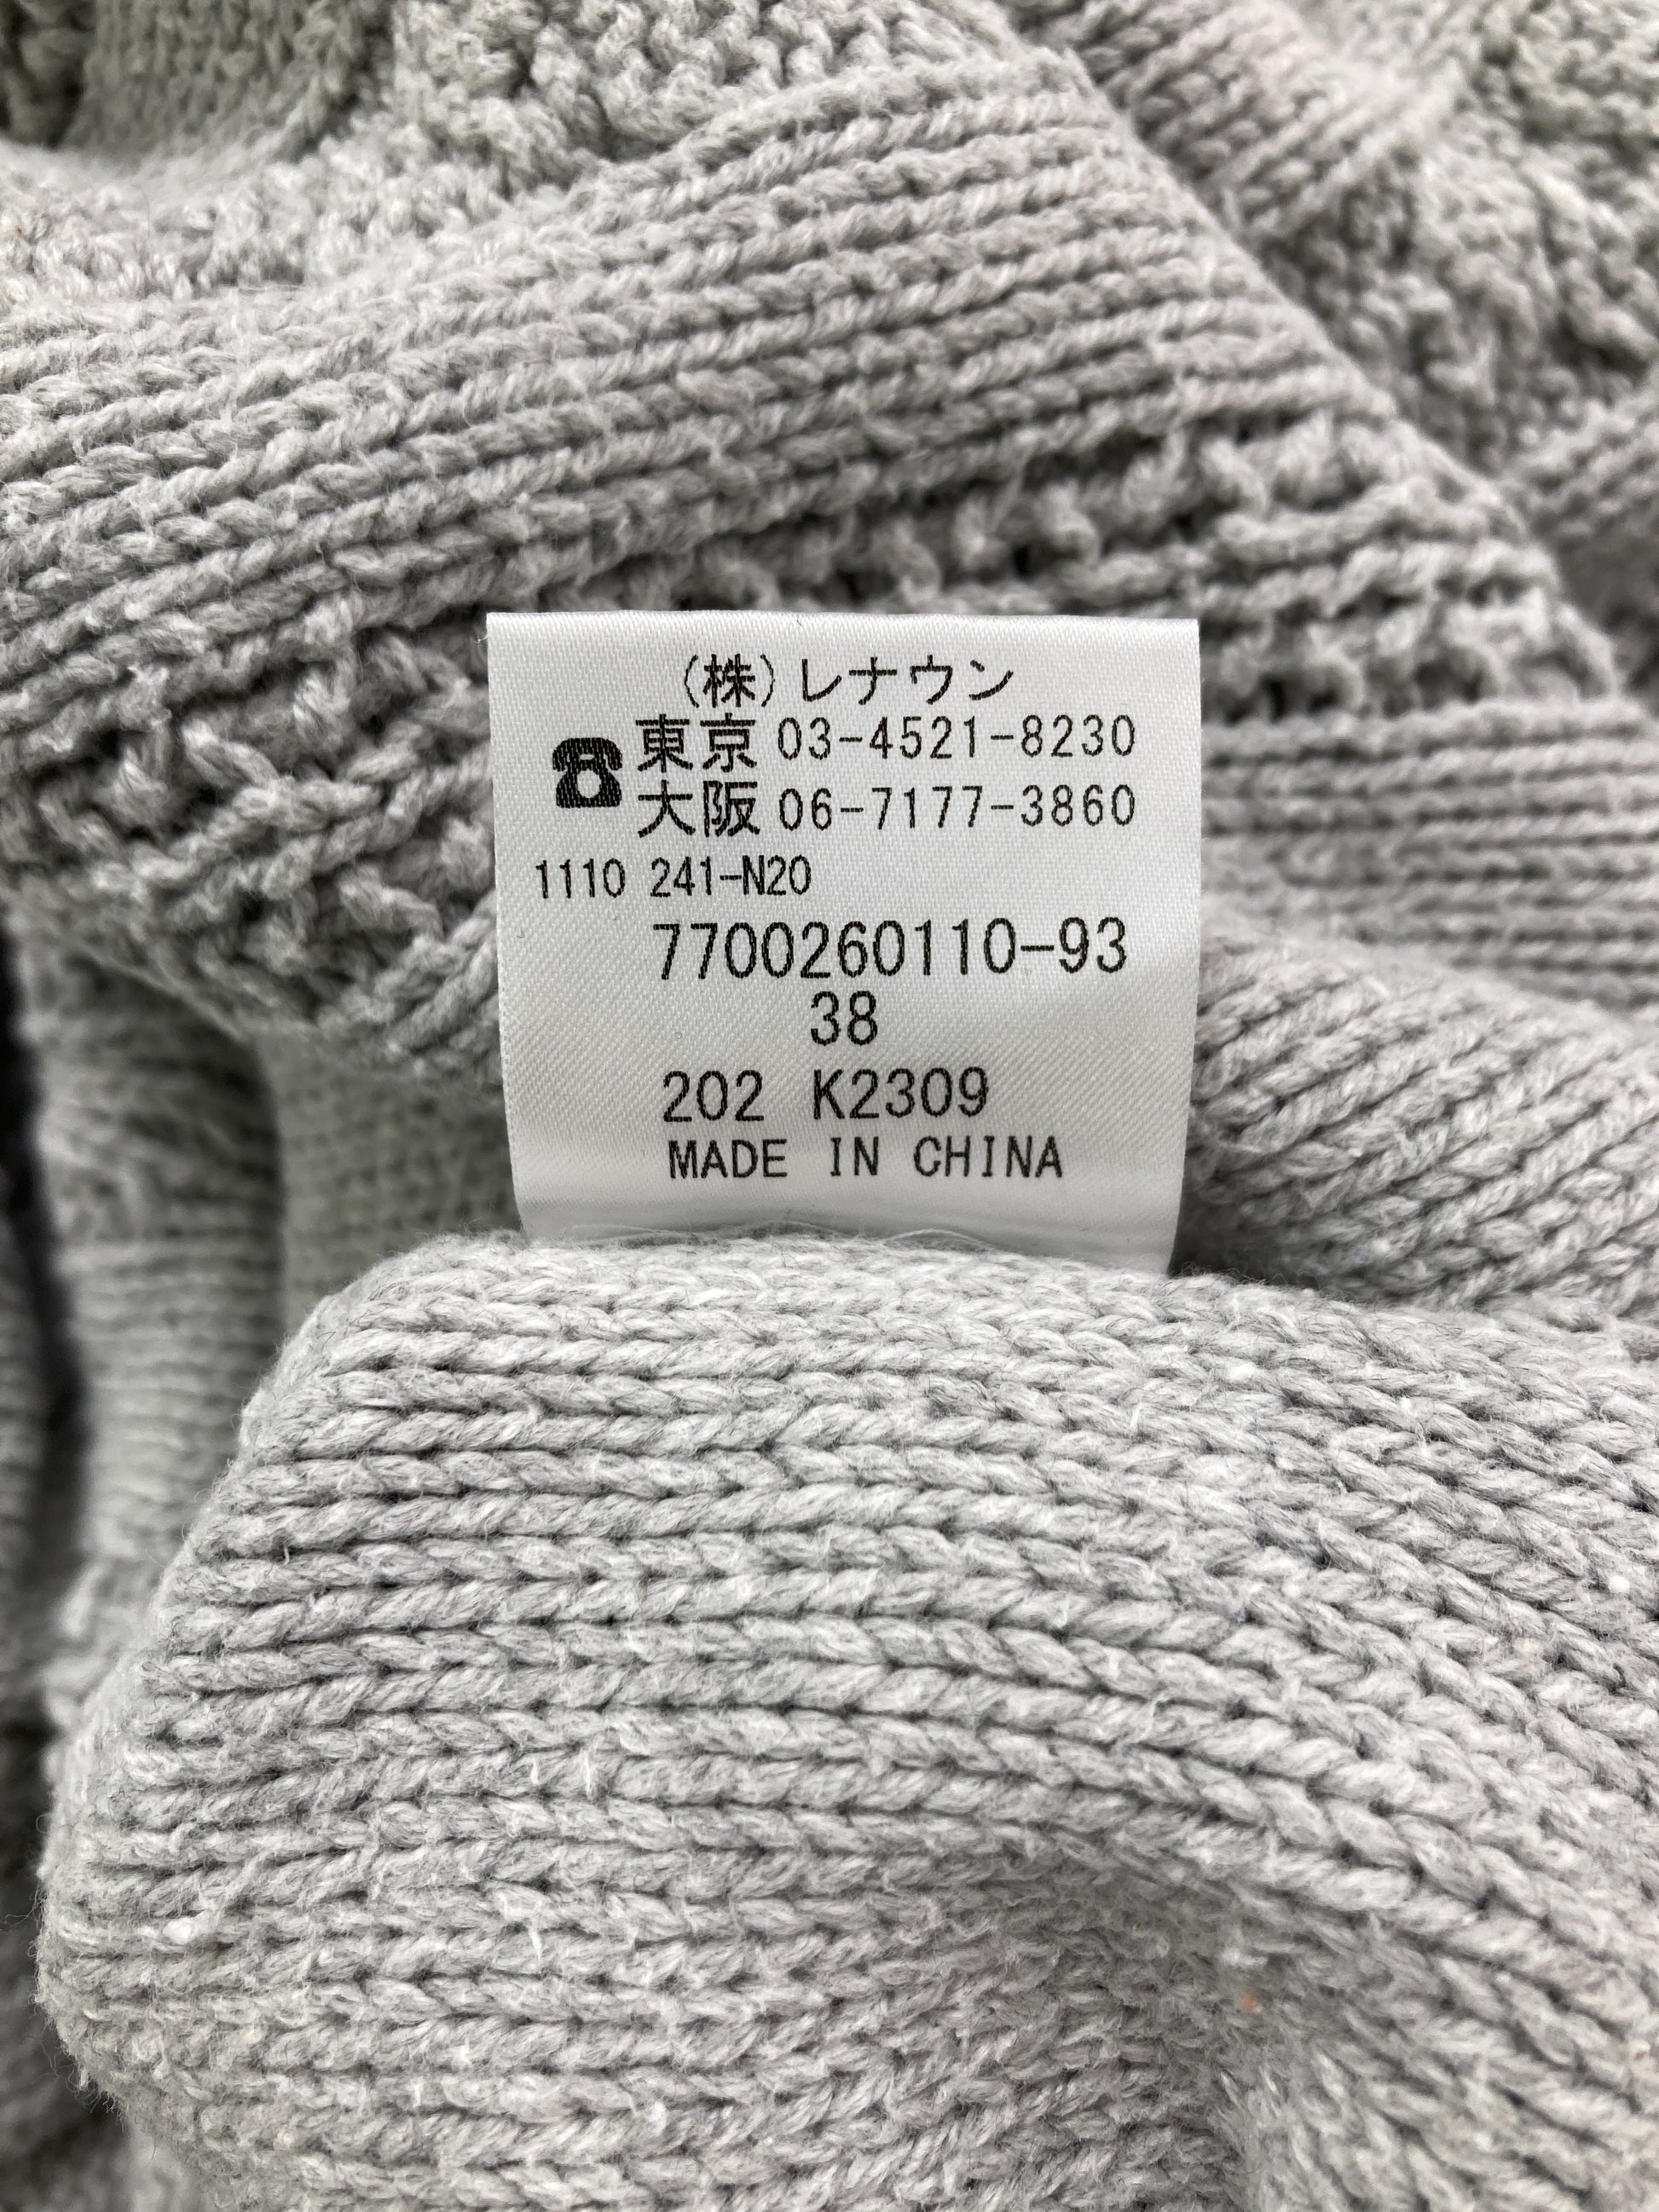 (株)レナウン
☎東京 03-4521-8230
大阪 06-7177-3860
1110 241-N20
7700260110-93
38
202 K2309
MADE IN CHINA